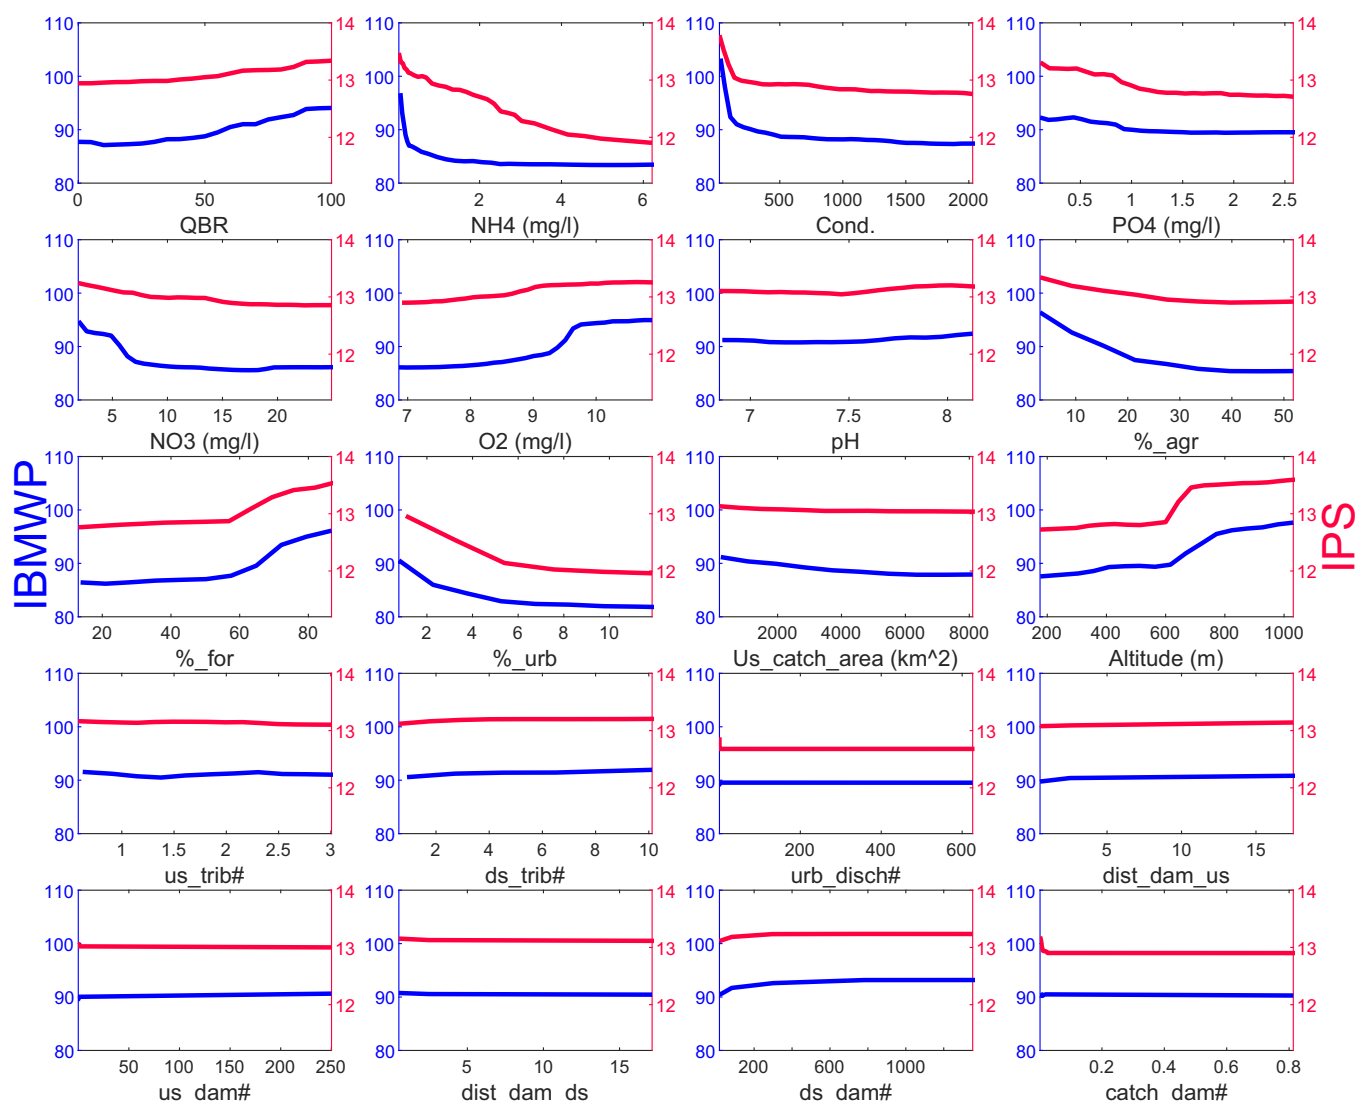 110 100 90 80 14 13 12 0 50 100 QBR
110 100 90 80 14 13 12 0 2 4 6 NH4 (mg/l)
110 100 90 80 14 13 12 500 1000 1500 2000 Cond.
110 100 90 80 14 13 12 0.5 1 1.5 2 2.5 PO4 (mg/l)
110 100 90 80 14 13 12 5 10 15 20 NO3 (mg/l)
110 100 90 80 14 13 12 7 8 9 10 O2 (mg/l)
110 100 90 80 14 13 12 7 7.5 8 pH
110 100 90 80 14 13 12 10 20 30 40 50 %_agr
IBMWP
110 100 90 80 14 13 12 20 40 60 80 %_for
110 100 90 80 14 13 12 2 4 6 8 10 %_urb
110 100 90 80 14 13 12 2000 4000 6000 8000 Us_catch_area (km^2)
110 100 90 80 14 13 12 200 400 600 800 1000 Altitude (m)
IPS
110 100 90 80 14 13 12 1 1.5 2 2.5 3 us_trib#
110 100 90 80 14 13 12 2 4 6 8 10 ds_trib#
110 100 90 80 14 13 12 200 400 600 urb_disch#
110 100 90 80 14 13 12 5 10 15 dist_dam_us
110 100 90 80 14 13 12 50 100 150 200 250 us_dam#
110 100 90 80 14 13 12 5 10 15 dist_dam_ds
110 100 90 80 14 13 12 200 600 1000 ds_dam#
110 100 90 80 14 13 12 0.2 0.4 0.6 0.8 catch_dam#